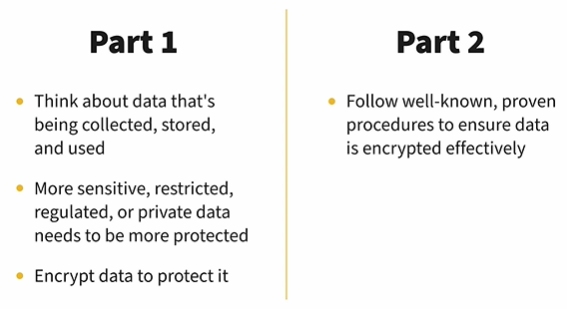 Part 1
Think about data that's
being collected, stored,
and used
More sensitive, restricted,
regulated, or private data
needs to be more protected
Encrypt data to protect it
Part 2
Follow well-known, proven
procedures to ensure data
is encrypted effectively